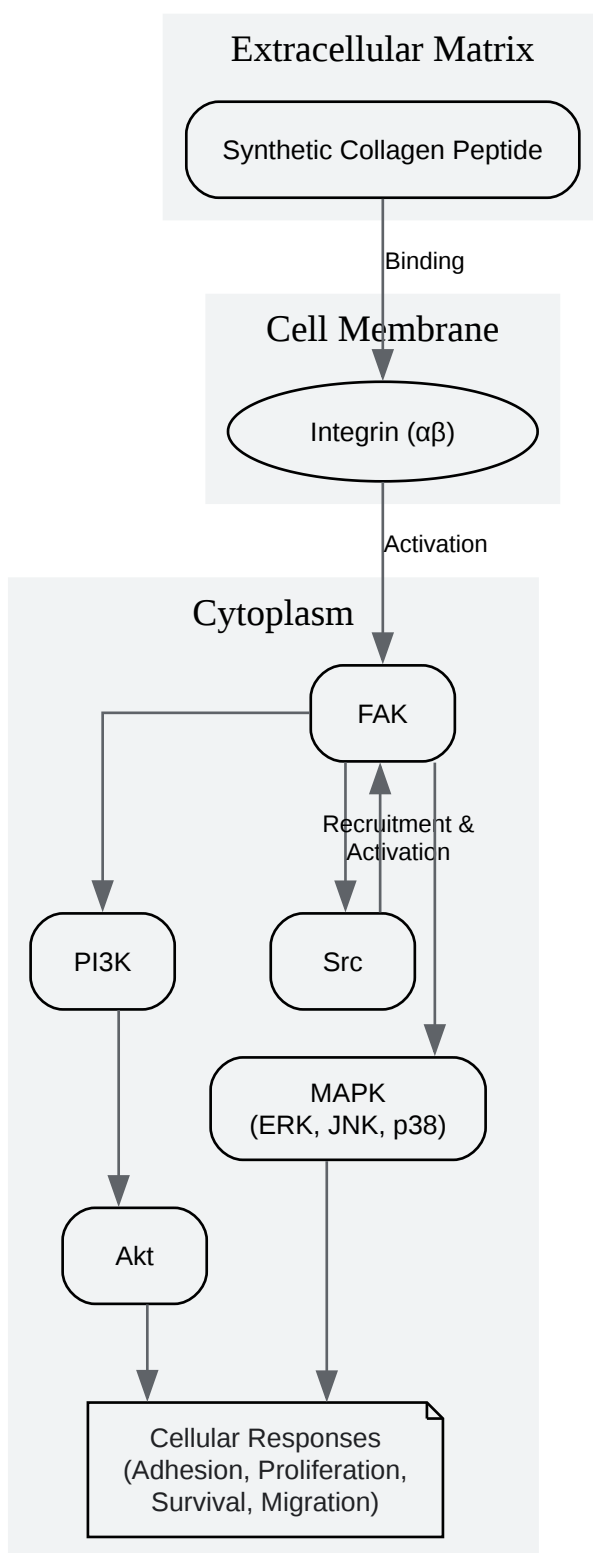 Extracellular Matrix
Synthetic Collagen Peptide
Binding
Cell Membrane
Integrin (αβ)
Activation
Cytoplasm
FAK
Recruitment &
Activation
PI3K
Src
MAPK
(ERK, JNK, p38)
Akt
Cellular Responses
(Adhesion, Proliferation,
Survival, Migration)